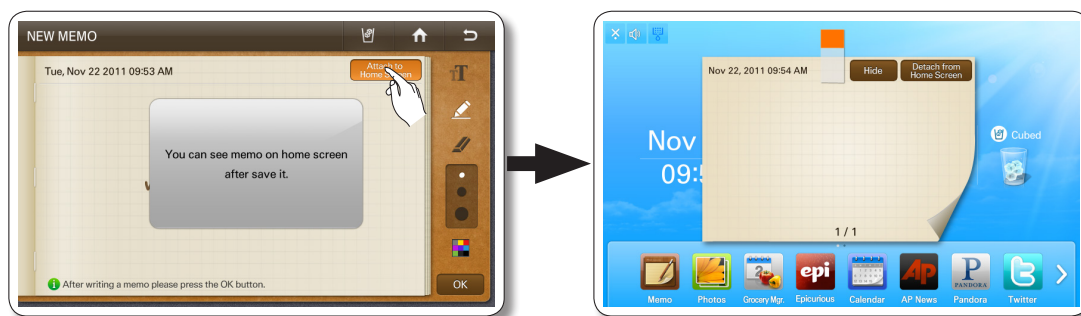 NEW MEMO
Tue, Nov 22 2011 09:53 AM
Attach to
Home Screen
TT
You can see memo on home screen
after save it.
After writing a memo please press the OK button.
OK
Nov 22, 2011 09:54 AM
Hide
Detach from
Home Screen
Nov
09:5
Cubed
1 / 1
epi
AP
P
PANDORA
Memo
Photos
Grocery Mgr.
Epicurious
Calendar
AP News
Pandora
Twitter